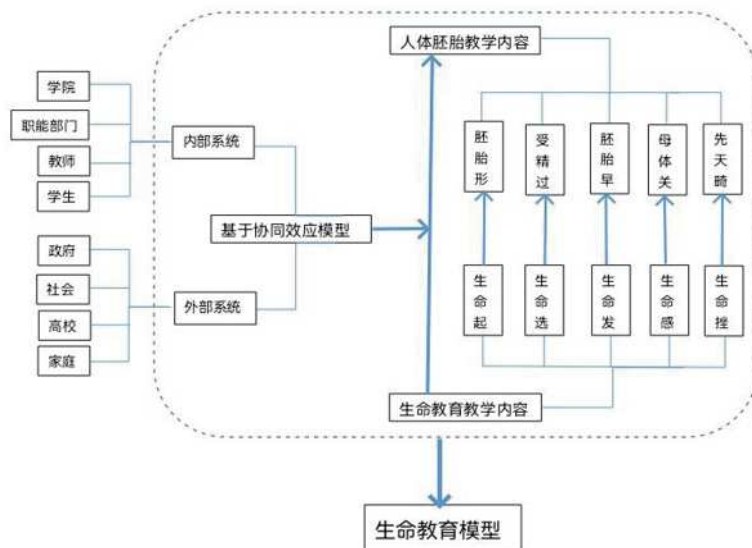 人体胚胎教学内容
学院
职能部门
教师
学生
内部系统
基于协同效应模型
政府
社会
高校
家庭
外部系统
胚胎形
受精过
胚胎早
母体关
先天畸
生命起
生命选
生命发
生命感
生命挫
生命教育教学内容
生命教育模型